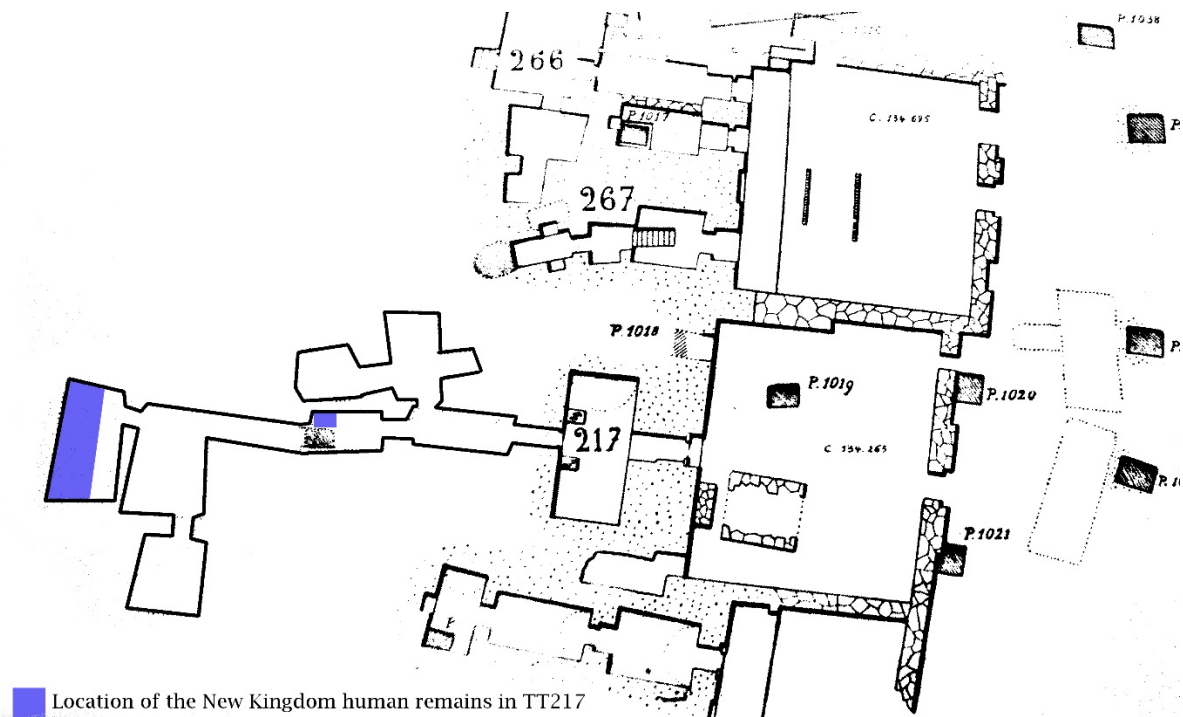 P.1038
266
P.1017
C. 134.695
P.
267
P.1018
P.
P.1019
P.1020
217
C 134.265
P.1021
P
Location of the New Kingdom human remains in TT217